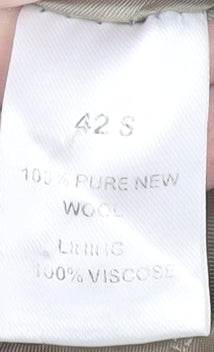 42 S
100% PURE NEW
WOOL
LINING
100% VISCOSE